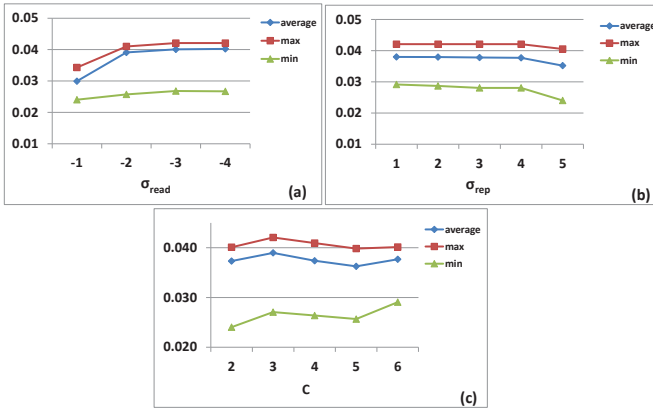 0.05
0.04
0.03
0.02
0.01
-1 -2 -3 -4
σread
average
max
min
(a)
0.05
0.04
0.03
0.02
0.01
1 2 3 4 5
σrep
average
max
min
(b)
0.040
0.030
0.020
2 3 4 5 6
C
average
max
min
(c)